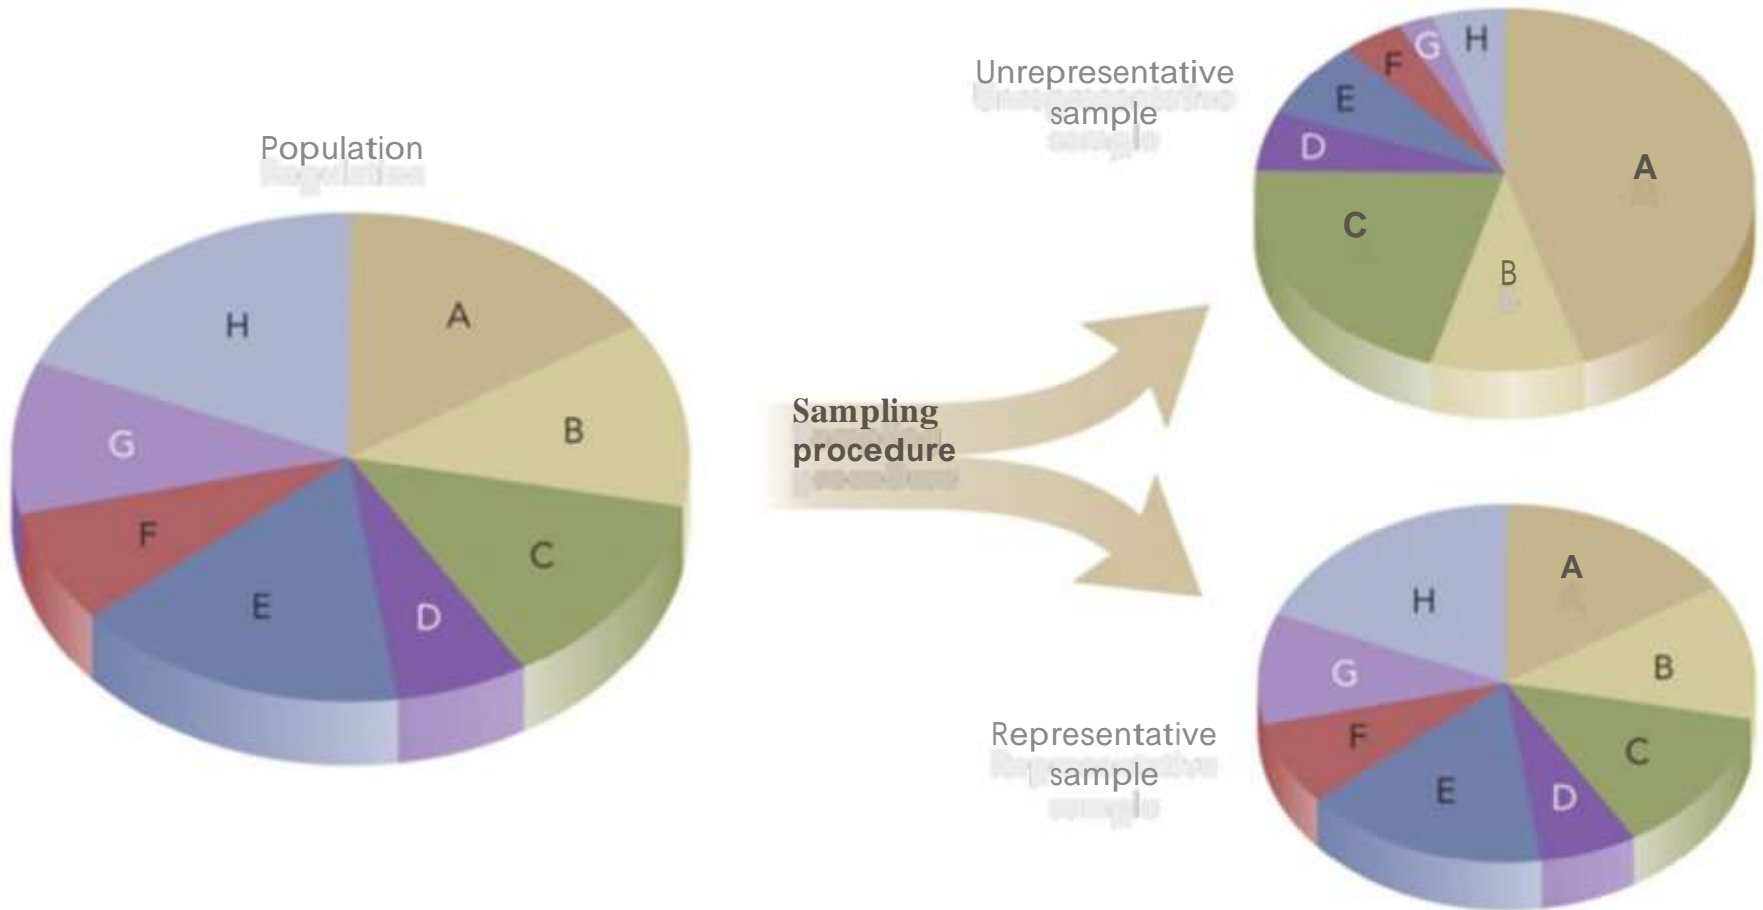 Population
H
A
B
G
F
C
E
D
Sampling
procedure
Unrepresentative
sample
G
H
F
E
D
A
C
B
Representative
sample
A
H
B
G
F
C
E
D